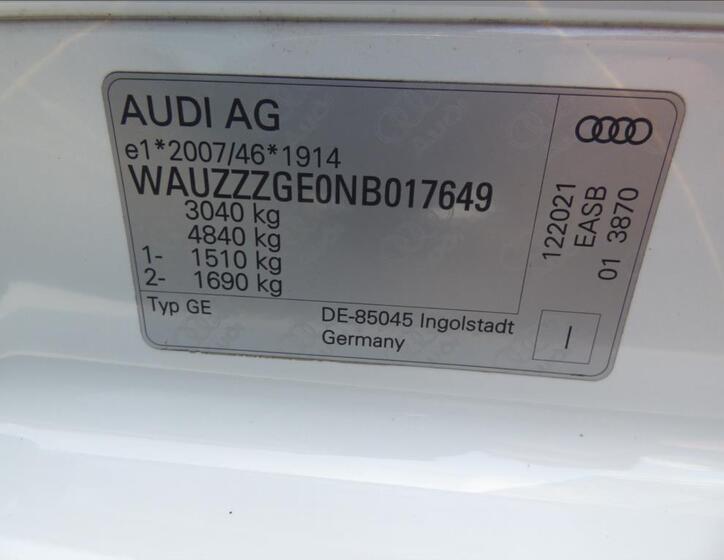 AUDI AG
e1*2007/46*1914
WAUZZZGE0NB017649
3040 kg
4840 kg
1- 1510 kg
2- 1690 kg
Typ GE
DE-85045 Ingolstadt
Germany
122021
EASB
01 3870
I